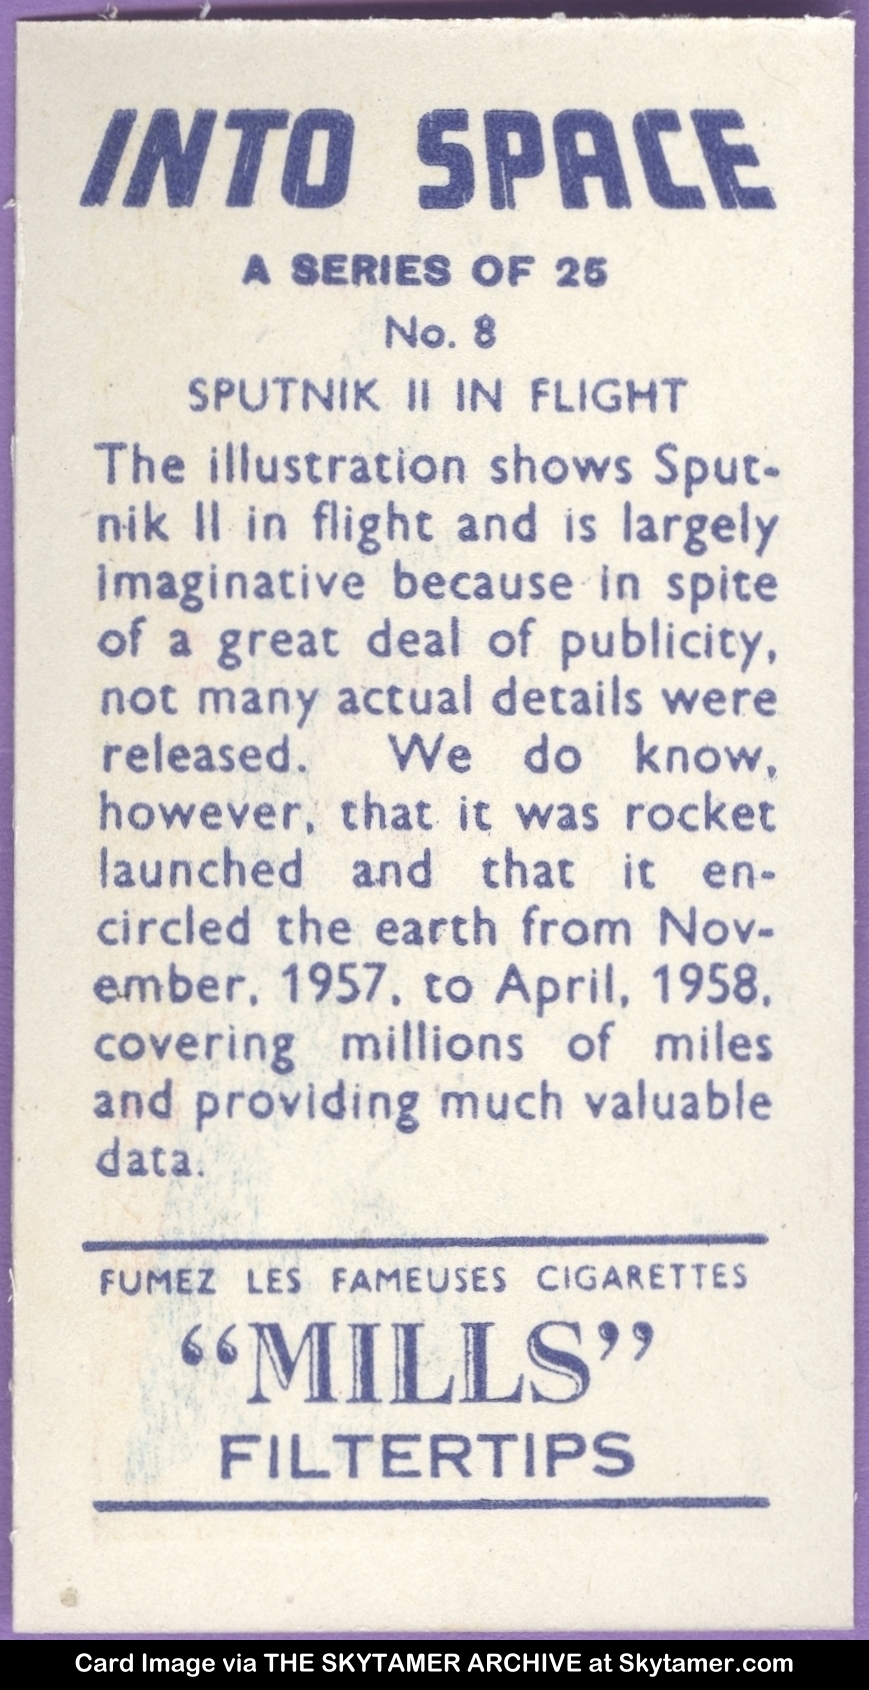 INTO SPACE
A SERIES OF 25
No. 8
SPUTNIK II IN FLIGHT
The illustration shows Sput-
nik II in flight and is largely
imaginative because in spite
of a great deal of publicity,
not many actual details were
released. We do know,
however, that it was rocket
launched and that it en-
circled the earth from Nov-
ember, 1957, to April, 1958,
covering millions of miles
and providing much valuable
data.
FUMEZ LES FAMEUSES CIGARETTES
“MILLS”
FILTERTIPS
Card Image via THE SKYTAMER ARCHIVE at Skytamer.com